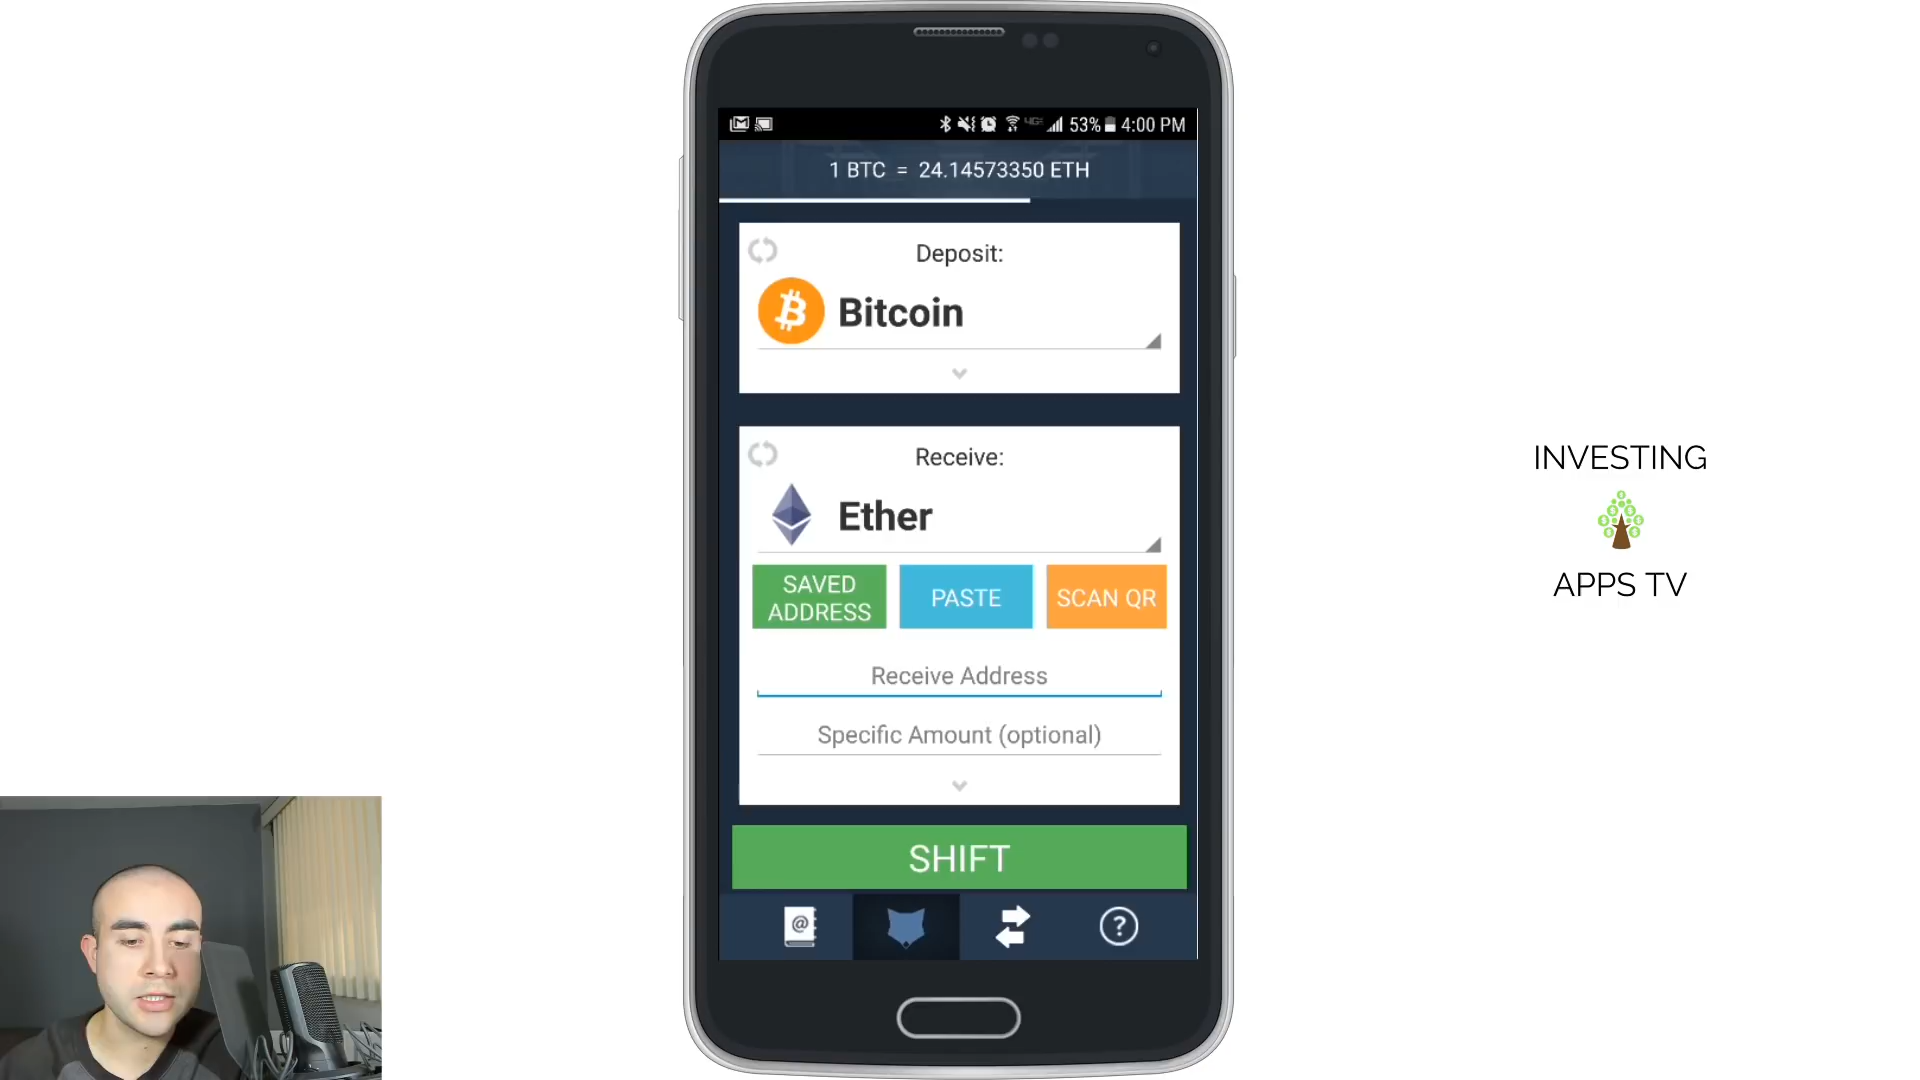 53% 4:00 PM
1 BTC = 24.14573350 ETH
Deposit:
Bitcoin
Receive:
Ether
SAVED
ADDRESS
PASTE
SCAN QR
Receive Address
Specific Amount (optional)
SHIFT
INVESTING
APPS TV